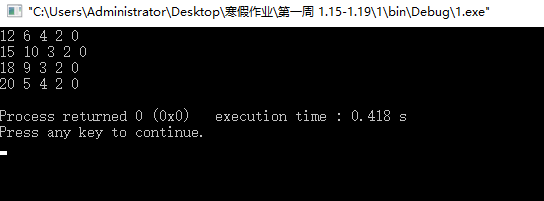 "C:\Users\Administrator\Desktop\寒假作业\第一周 1.15-1.19\1\bin\Debug\1.exe"
12 6 4 2 0
15 10 3 2 0
18 9 3 2 0
20 5 4 2 0
Process returned 0 (0x0)   execution time : 0.418 s
Press any key to continue.